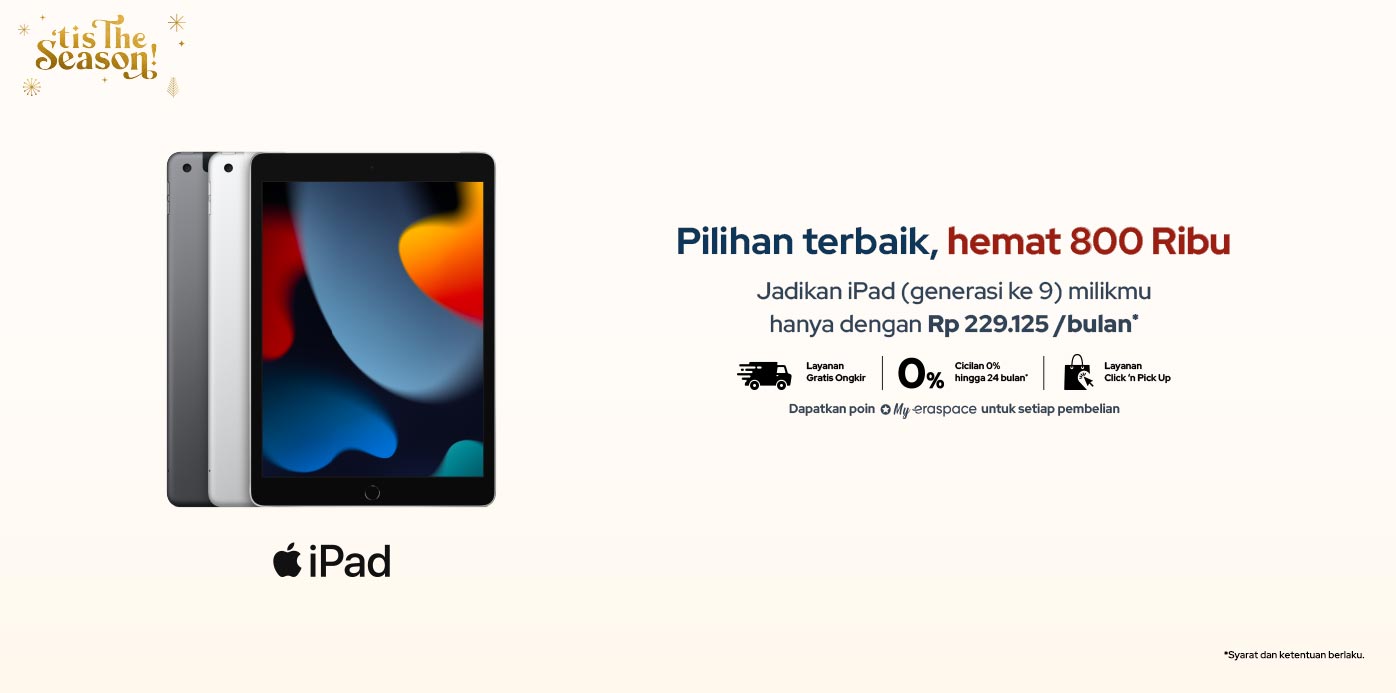 'tis The
Season!
Pilihan terbaik, hemat 800 Ribu
Jadikan iPad (generasi ke 9) milikmu
hanya dengan Rp 229.125 /bulan*
Layanan
Gratis Ongkir
0%
Cicilan 0%
hingga 24 bulan*
Layanan
Click 'n Pick Up
Dapatkan poin My eraspace untuk setiap pembelian
iPad
*Syarat dan ketentuan berlaku.